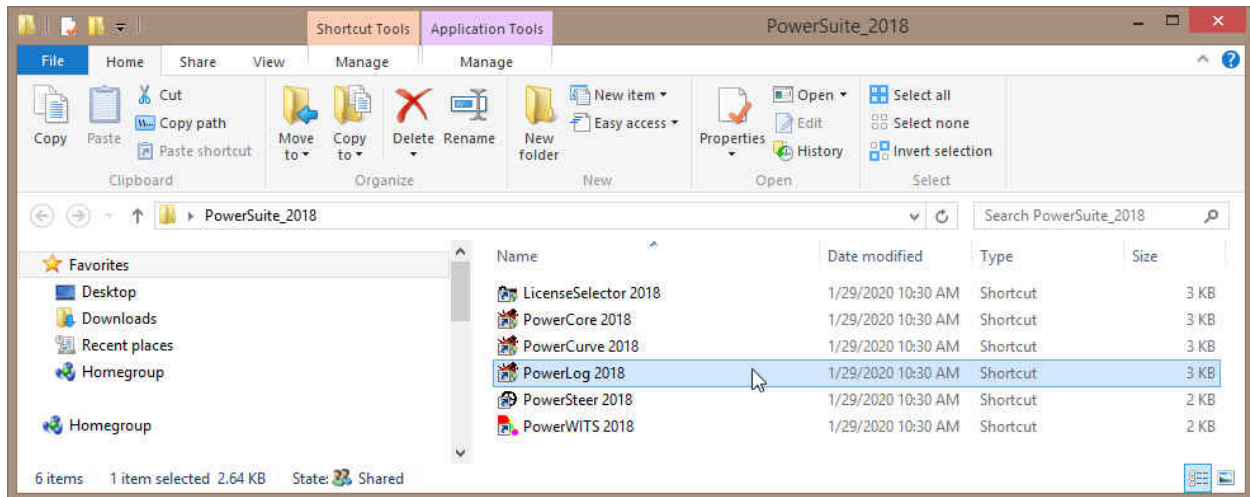 Shortcut Tools Application Tools PowerSuite_2018
File Home Share View Manage Manage
Copy Paste Cut Copy path Paste shortcut Move to Copy to Delete Rename New folder New item Easy access Properties Open Edit History Select all Select none Invert selection
Clipboard Organize New Open Select
PowerSuite_2018 Search PowerSuite_2018
Name Date modified Type Size
Favorites
Desktop
Downloads
Recent places
Homegroup
Homegroup
LicenseSelector 2018 1/29/2020 10:30 AM Shortcut 3 KB
PowerCore 2018 1/29/2020 10:30 AM Shortcut 3 KB
PowerCurve 2018 1/29/2020 10:30 AM Shortcut 3 KB
PowerLog 2018 1/29/2020 10:30 AM Shortcut 3 KB
PowerSteer 2018 1/29/2020 10:30 AM Shortcut 2 KB
PowerWITS 2018 1/29/2020 10:30 AM Shortcut 2 KB
6 items 1 item selected 2.64 KB State: Shared